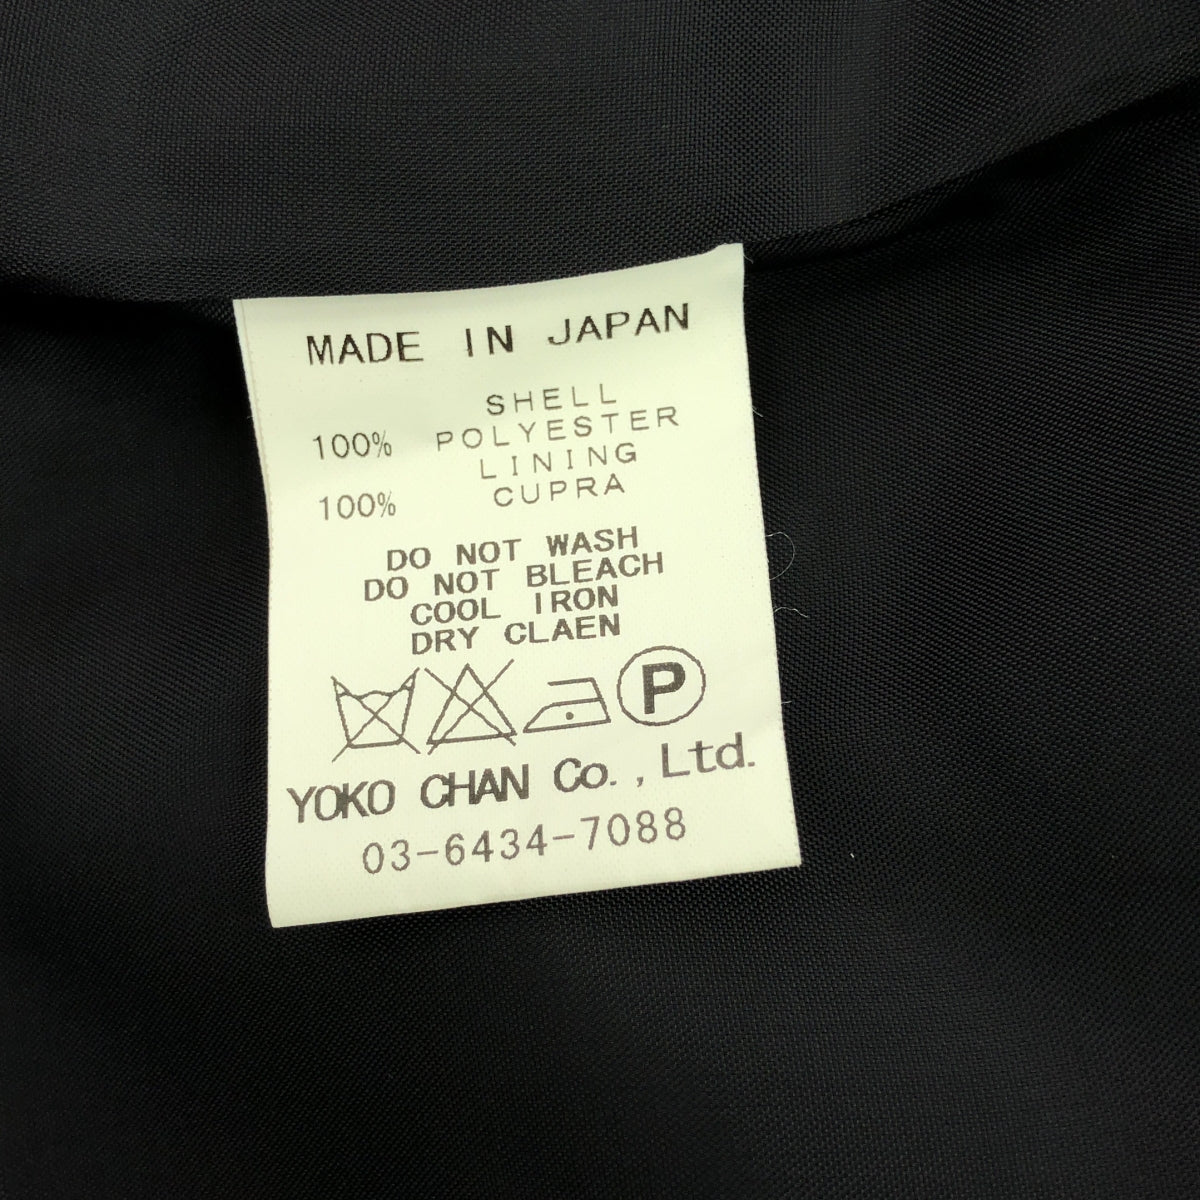 MADE IN JAPAN
SHELL
100% POLYESTER
LINING
100% CUPRA
DO NOT WASH
DO NOT BLEACH
COOL IRON
DRY CLAEN
P
YOKO CHAN Co., Ltd.
03-6434-7088